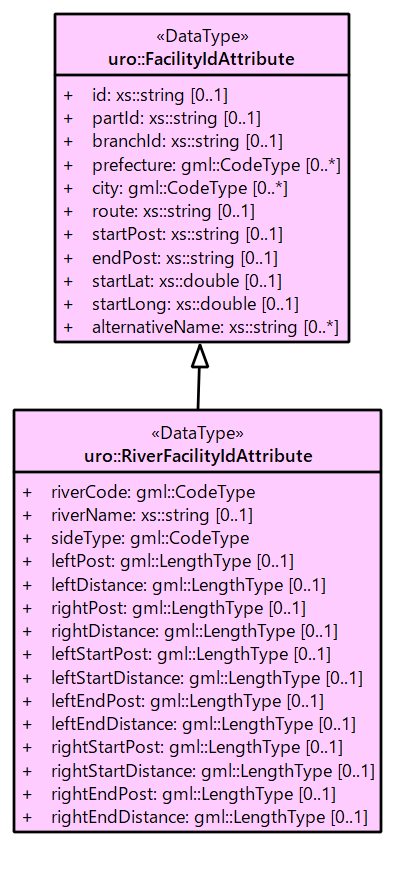 «DataType»
uro::FacilityIdAttribute
+ id: xs::string [0..1]
+ partId: xs::string [0..1]
+ branchId: xs::string [0..1]
+ prefecture: gml::CodeType [0..*]
+ city: gml::CodeType [0..*]
+ route: xs::string [0..1]
+ startPost: xs::string [0..1]
+ endPost: xs::string [0..1]
+ startLat: xs::double [0..1]
+ startLong: xs::double [0..1]
+ alternativeName: xs::string [0..*]
«DataType»
uro::RiverFacilityIdAttribute
+ riverCode: gml::CodeType
+ riverName: xs::string [0..1]
+ sideType: gml::CodeType
+ leftPost: gml::LengthType [0..1]
+ leftDistance: gml::LengthType [0..1]
+ rightPost: gml::LengthType [0..1]
+ rightDistance: gml::LengthType [0..1]
+ leftStartPost: gml::LengthType [0..1]
+ leftStartDistance: gml::LengthType [0..1]
+ leftEndPost: gml::LengthType [0..1]
+ leftEndDistance: gml::LengthType [0..1]
+ rightStartPost: gml::LengthType [0..1]
+ rightStartDistance: gml::LengthType [0..1]
+ rightEndPost: gml::LengthType [0..1]
+ rightEndDistance: gml::LengthType [0..1]